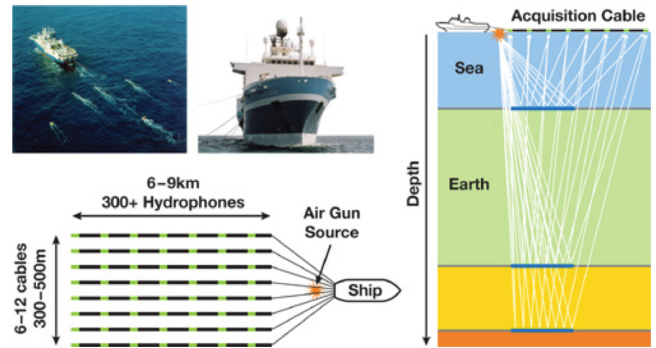 Acquisition Cable
Sea
Earth
Depth
6–9km
300+ Hydrophones
Air Gun
Source
Ship
6–12 cables
300–500m